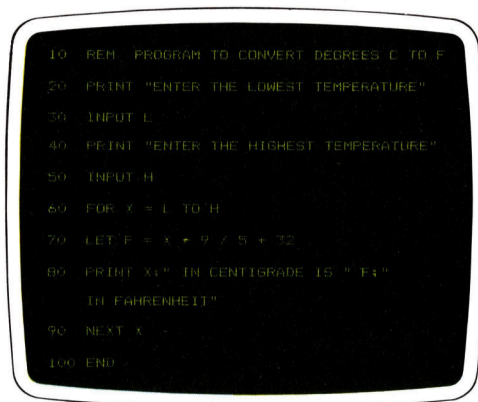 10 REM PROGRAM TO CONVERT DEGREES C TO F
20 PRINT "ENTER THE LOWEST TEMPERATURE"
30 INPUT L
40 PRINT "ENTER THE HIGHEST TEMPERATURE"
50 INPUT H
60 FOR X = L TO H
70 LET F = X * 9 / 5 + 32
80 PRINT X;" IN CENTIGRADE IS " F;"
IN FAHRENHEIT"
90 NEXT X
100 END